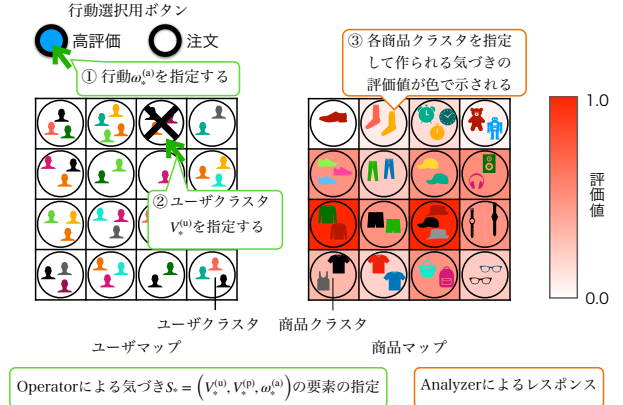 行動選択用ボタン
高評価
注文
① 行動ω*^(a)を指定する
③ 各商品クラスタを指定
して作られる気づきの
評価値が色で示される
② ユーザクラスタ
V*^(u)を指定する
1.0
評価値
0.0
ユーザクラスタ
商品クラスタ
ユーザマップ
商品マップ
Operatorによる気づきS* = (V*^(u), V*^(p), ω*^(a))の要素の指定
Analyzerによるレスポンス